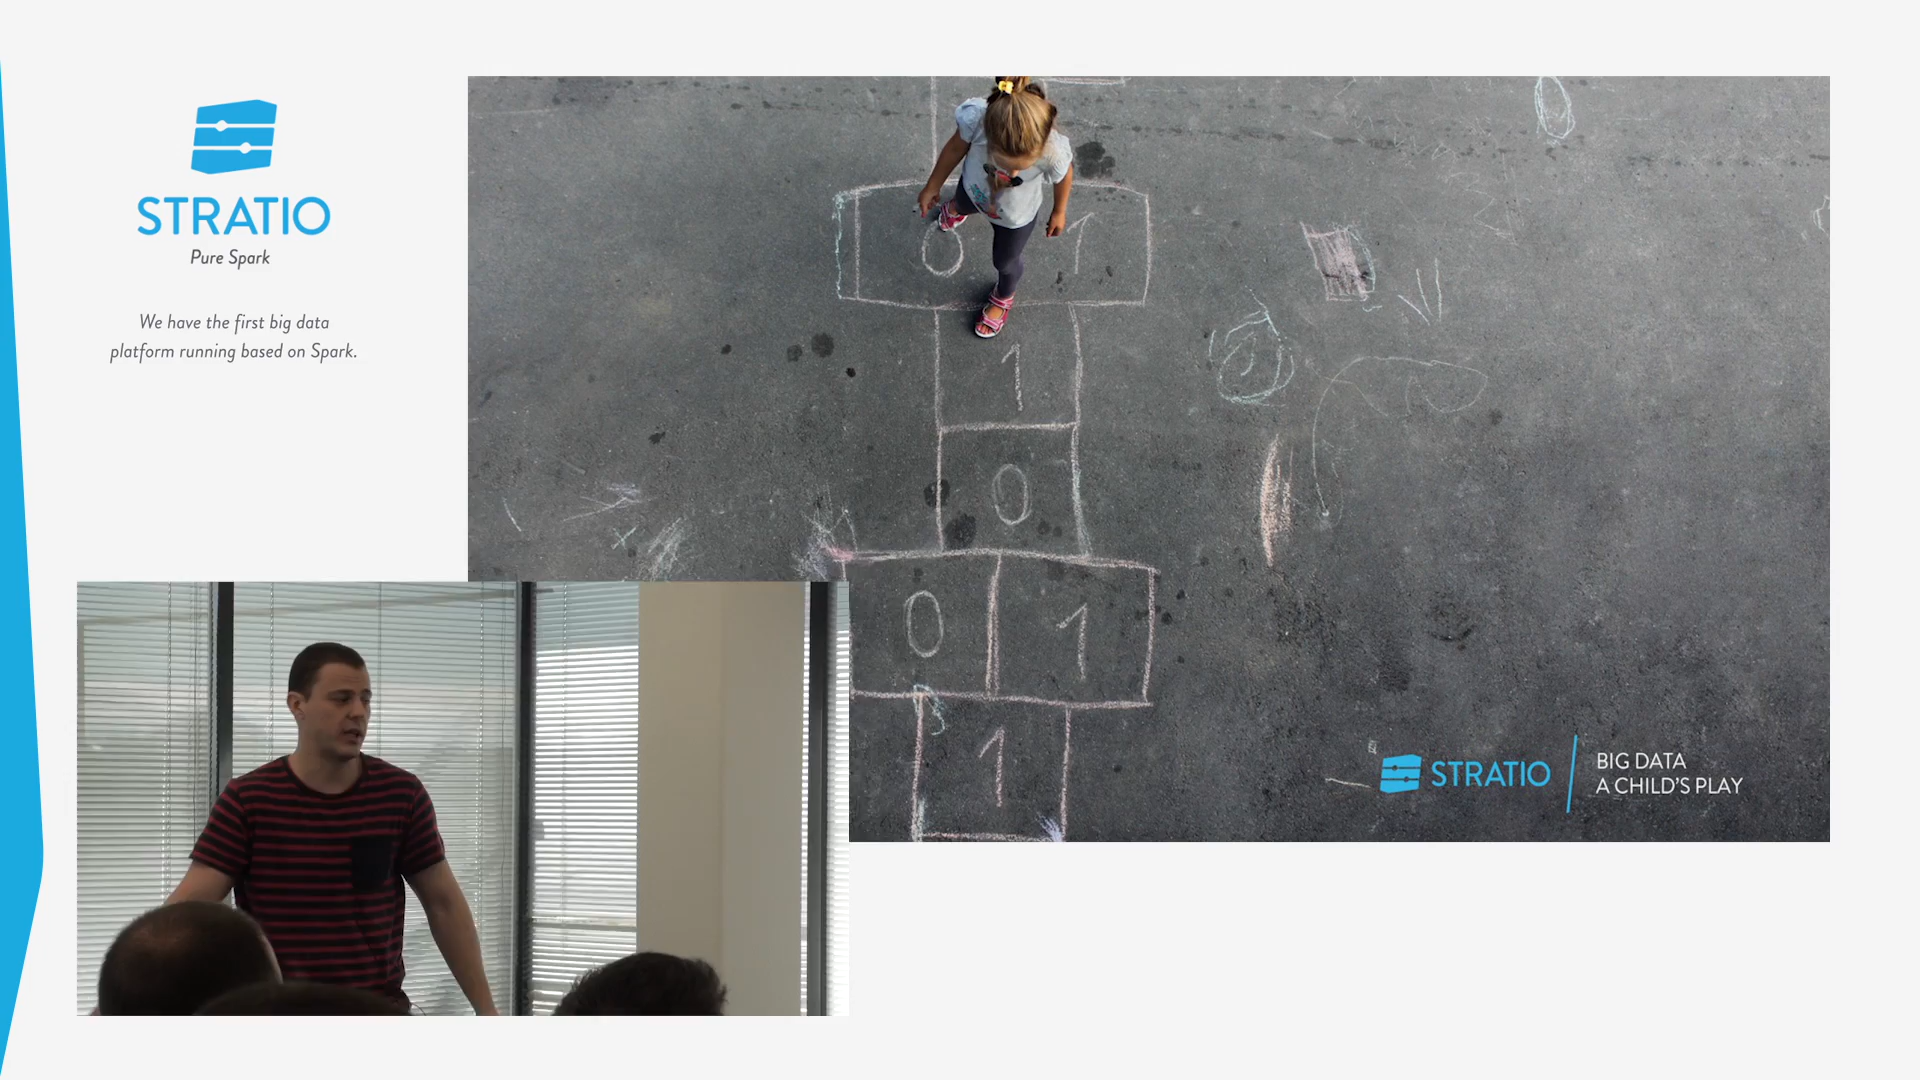 STRATIO
Pure Spark
We have the first big data
platform running based on Spark.
0 1
1
0
0 1
1
STRATIO
BIG DATA
A CHILD'S PLAY